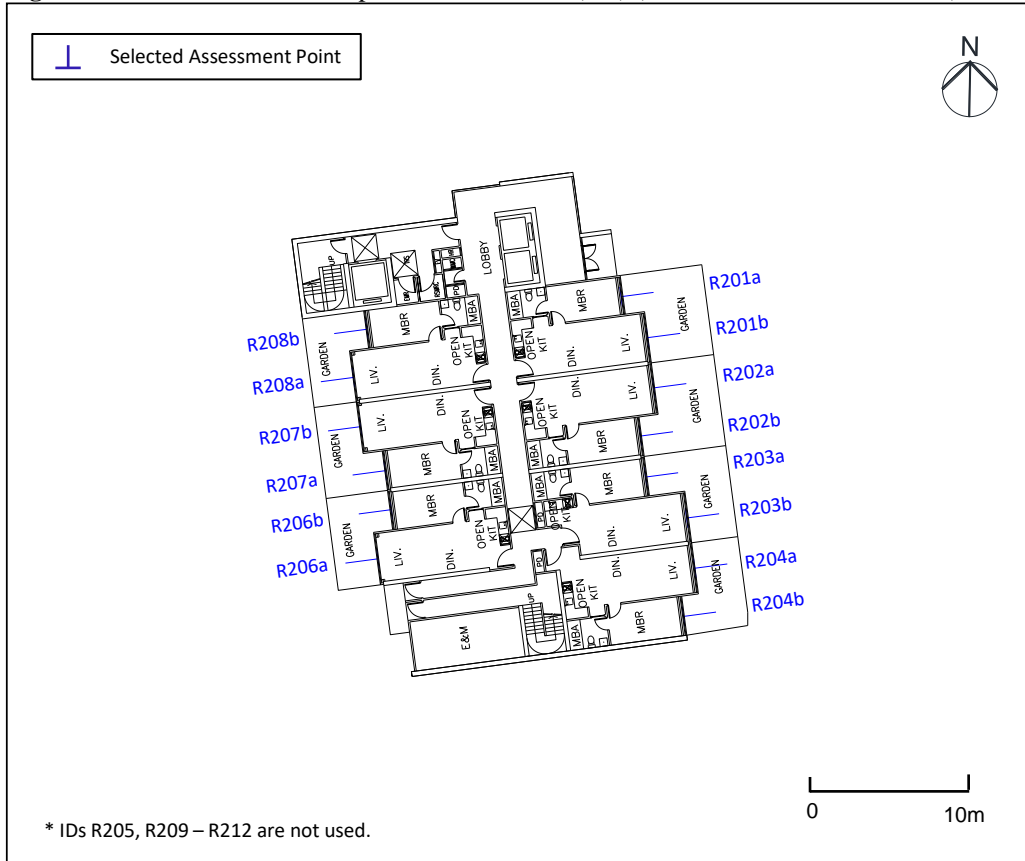 Selected Assessment Point
N
UP
LOBBY
R201a
GARDEN
R201b
R208b
GARDEN
R208a
MBR
MBA
PD
MBA
MBR
LIV.
DIN.
OPEN KIT
OPEN KIT
DIN.
LIV.
R202a
GARDEN
R202b
R207b
GARDEN
R207a
LIV.
DIN.
OPEN KIT
OPEN KIT
DIN.
LIV.
MBR
MBA
MBA
MBR
R203a
GARDEN
R203b
R206b
GARDEN
R206a
MBR
MBA
MBA
MBR
LIV.
DIN.
OPEN KIT
PD
OPEN KIT
DIN.
LIV.
R204a
GARDEN
R204b
PD
OPEN KIT
DIN.
LIV.
E&M
UP
MBA
MBR
0
10m
* IDs R205, R209 – R212 are not used.